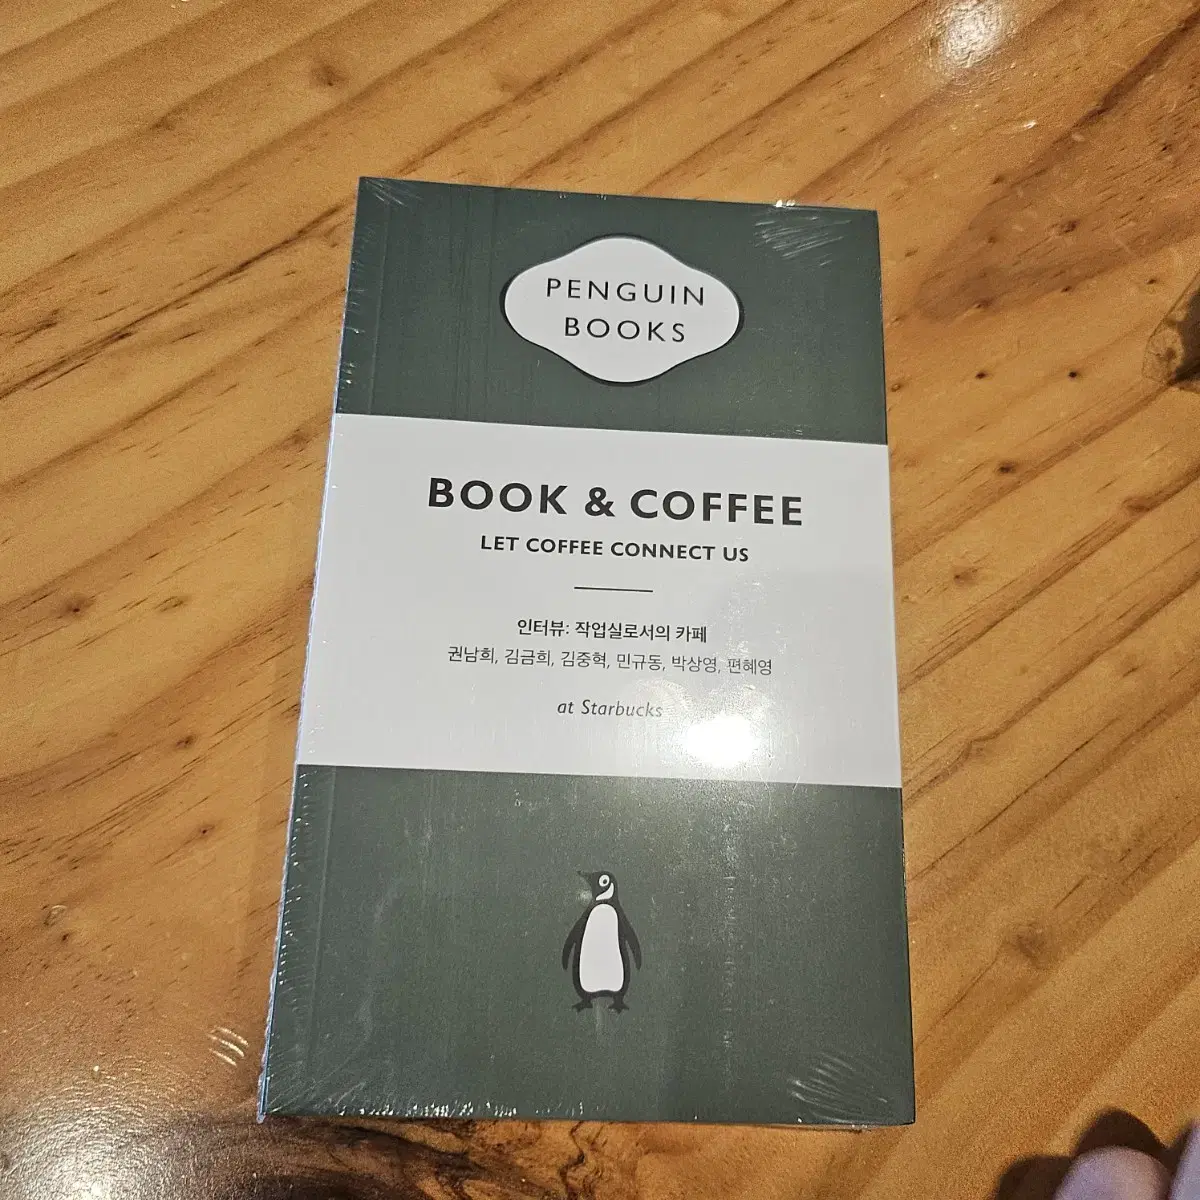 PENGUIN
BOOKS
BOOK & COFFEE
LET COFFEE CONNECT US
인터뷰: 작업실로서의 카페
권남희, 김금희, 김중혁, 민규동, 박상영, 편혜영
at Starbucks